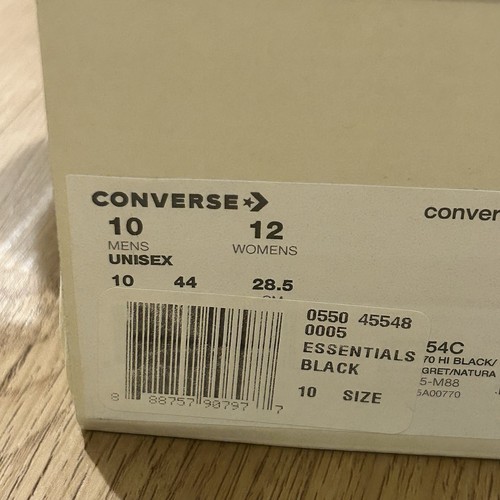 CONVERSE
conver
10 12
MENS WOMENS
UNISEX
10 44 28.5
0550 45548
0005
ESSENTIALS
BLACK
10 SIZE
54C
70 HI BLACK/
GRET/NATURA
5-M88
5A00770
8 88757 90797 7